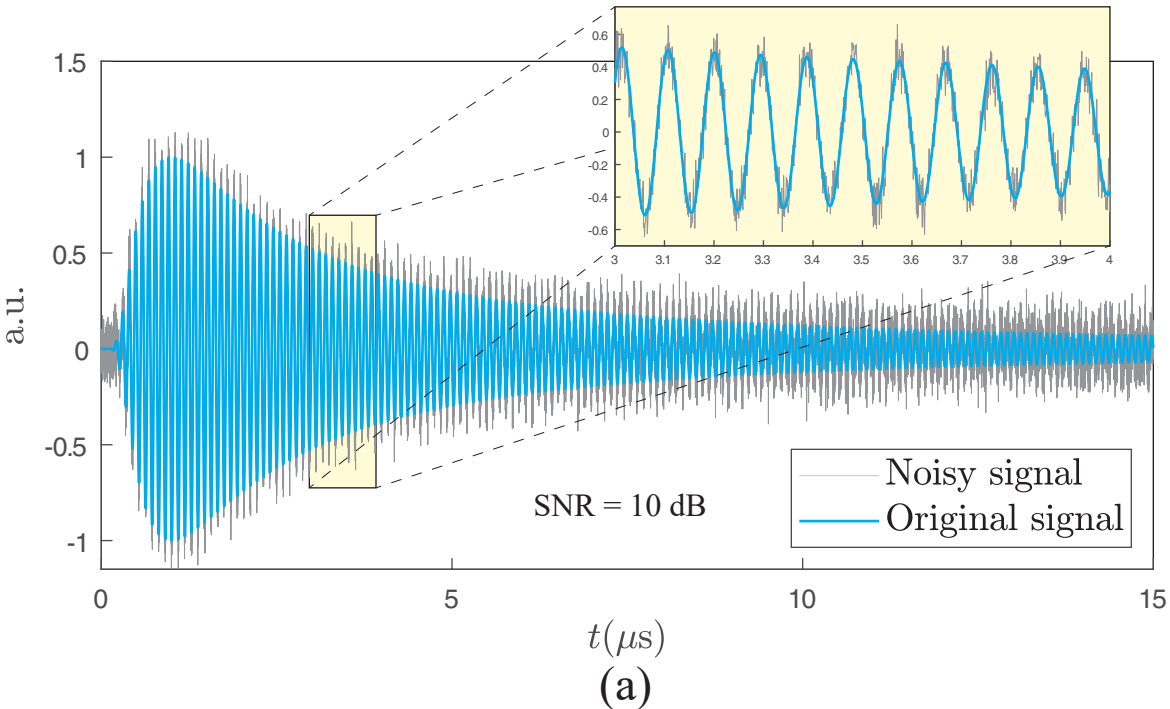 0.6
0.4
0.2
0
-0.2
-0.4
-0.6
3 3.1 3.2 3.3 3.4 3.5 3.6 3.7 3.8 3.9 4
1.5
1
0.5
0
-0.5
-1
a.u.
SNR = 10 dB
Noisy signal
Original signal
0 5 10 15
t(μs)
(a)